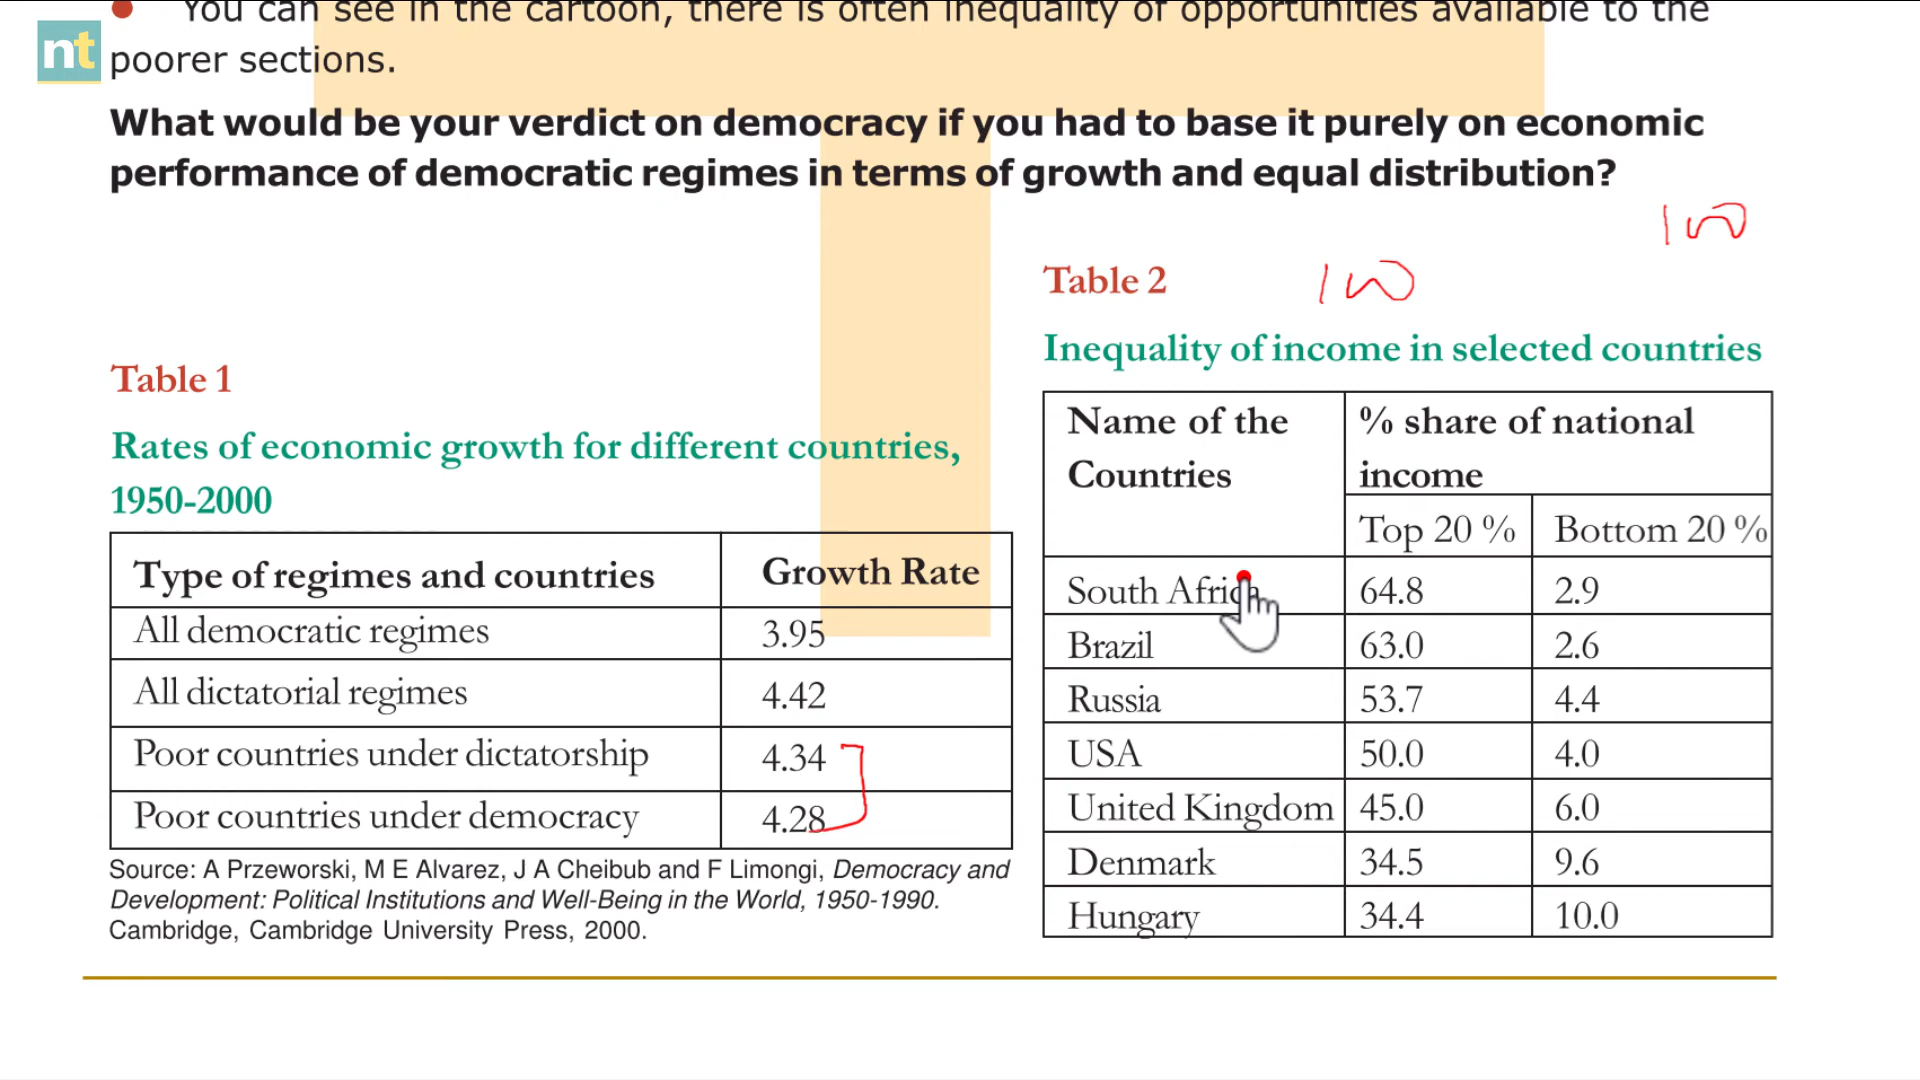 You can see in the cartoon, there is often inequality of opportunities available to the
nt poorer sections.
What would be your verdict on democracy if you had to base it purely on economic
performance of democratic regimes in terms of growth and equal distribution?
100
Table 2
100
Inequality of income in selected countries
Name of the Countries
% share of national income
Top 20 %
Bottom 20 %
South Africa 64.8 2.9
Brazil 63.0 2.6
Russia 53.7 4.4
USA 50.0 4.0
United Kingdom 45.0 6.0
Denmark 34.5 9.6
Hungary 34.4 10.0
Table 1
Rates of economic growth for different countries,
1950-2000
Type of regimes and countries Growth Rate
All democratic regimes 3.95
All dictatorial regimes 4.42
Poor countries under dictatorship 4.34
Poor countries under democracy 4.28
Source: A Przeworski, M E Alvarez, J A Cheibub and F Limongi, Democracy and
Development: Political Institutions and Well-Being in the World, 1950-1990.
Cambridge, Cambridge University Press, 2000.